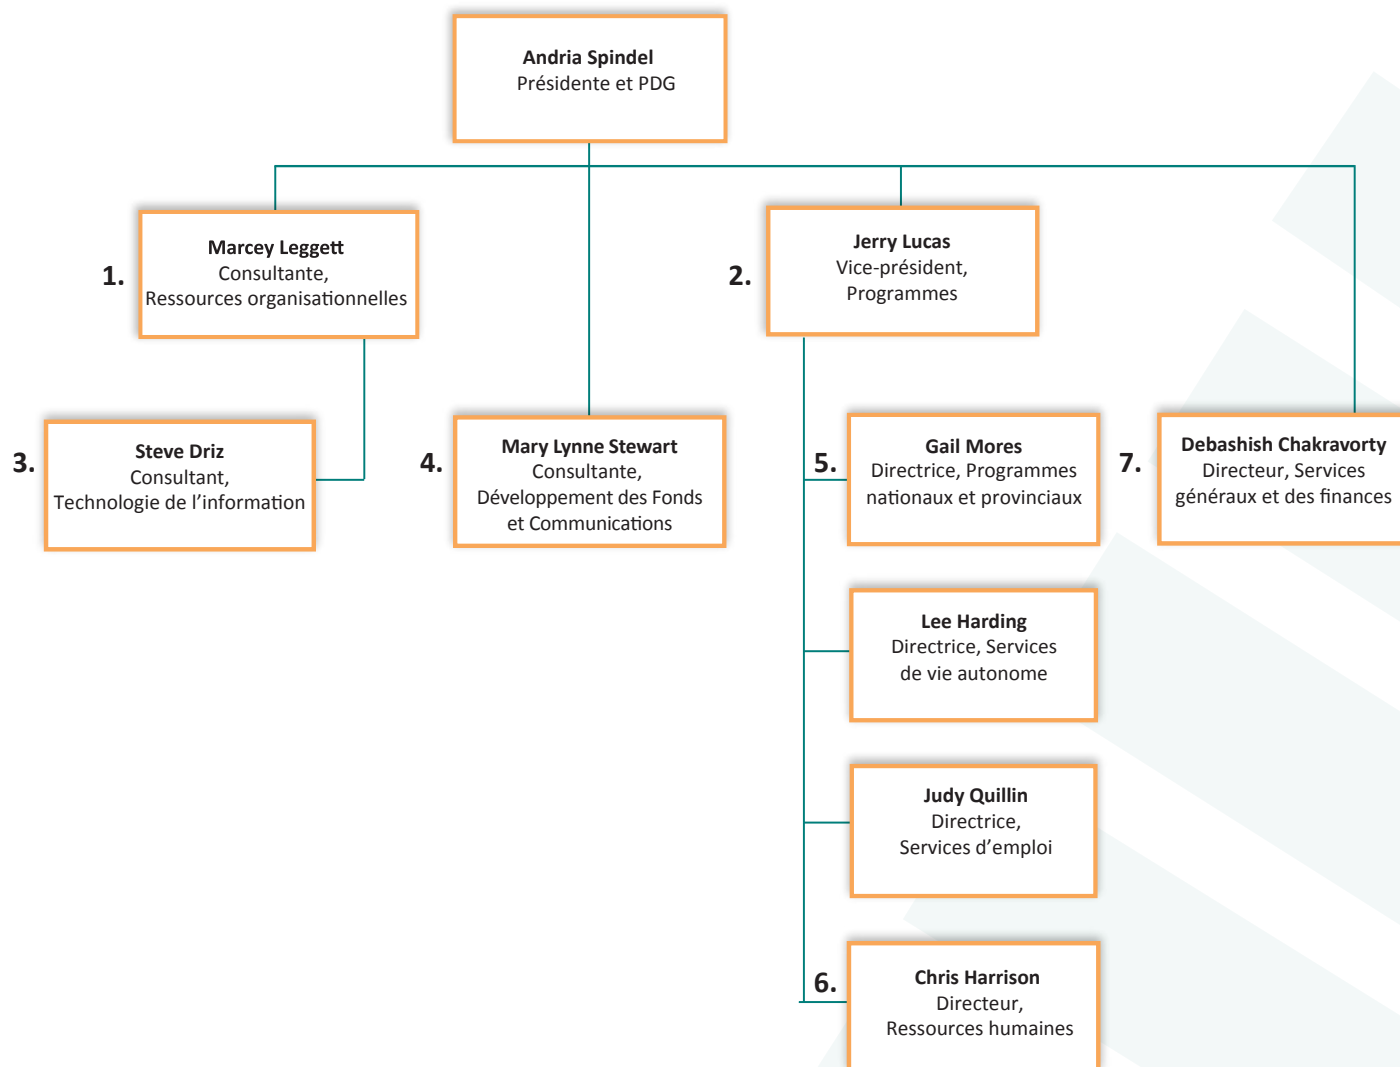 Andria Spindel
Présidente et PDG
1.
Marcey Leggett
Consultante,
Ressources organisationnelles
2.
Jerry Lucas
Vice-président,
Programmes
3.
Steve Driz
Consultant,
Technologie de l’information
4.
Mary Lynne Stewart
Consultante,
Développement des Fonds
et Communications
5.
Gail Mores
Directrice, Programmes
nationaux et provinciaux
7.
Debashish Chakravorty
Directeur, Services
généraux et des finances
Lee Harding
Directrice, Services
de vie autonome
Judy Quillin
Directrice,
Services d’emploi
6.
Chris Harrison
Directeur,
Ressources humaines